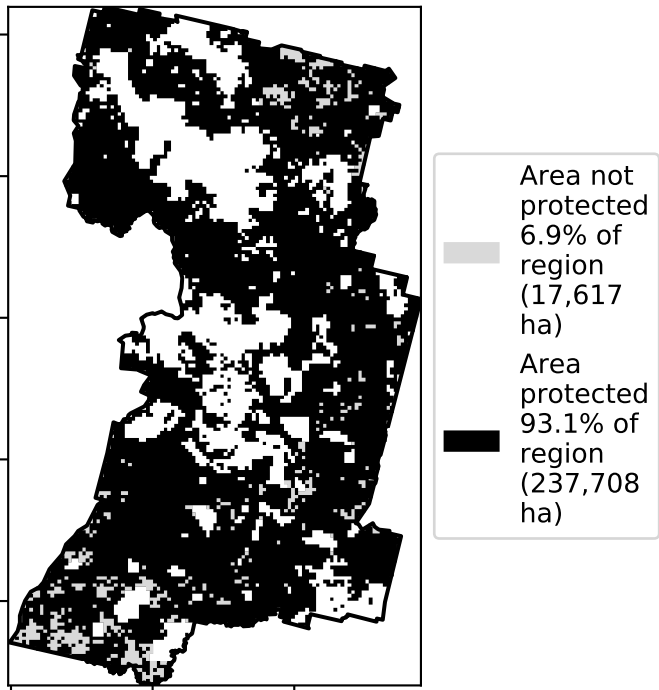 Area not
protected
6.9% of
region
(17,617
ha)
Area
protected
93.1% of
region
(237,708
ha)